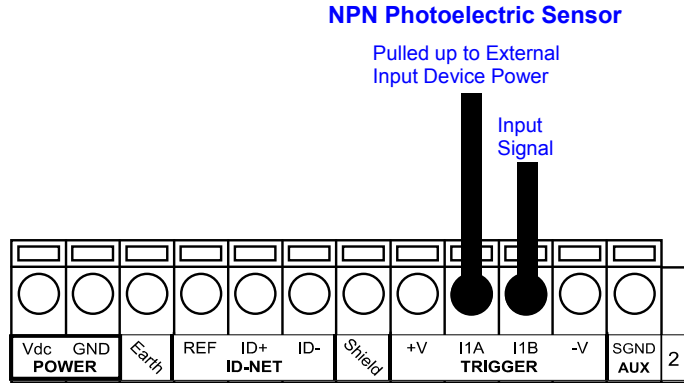 NPN Photoelectric Sensor
Pulled up to External
Input Device Power
Input
Signal
Vdc GND Earth REF ID+ ID- Shield +V I1A I1B -V SGND 2
POWER ID-NET TRIGGER AUX